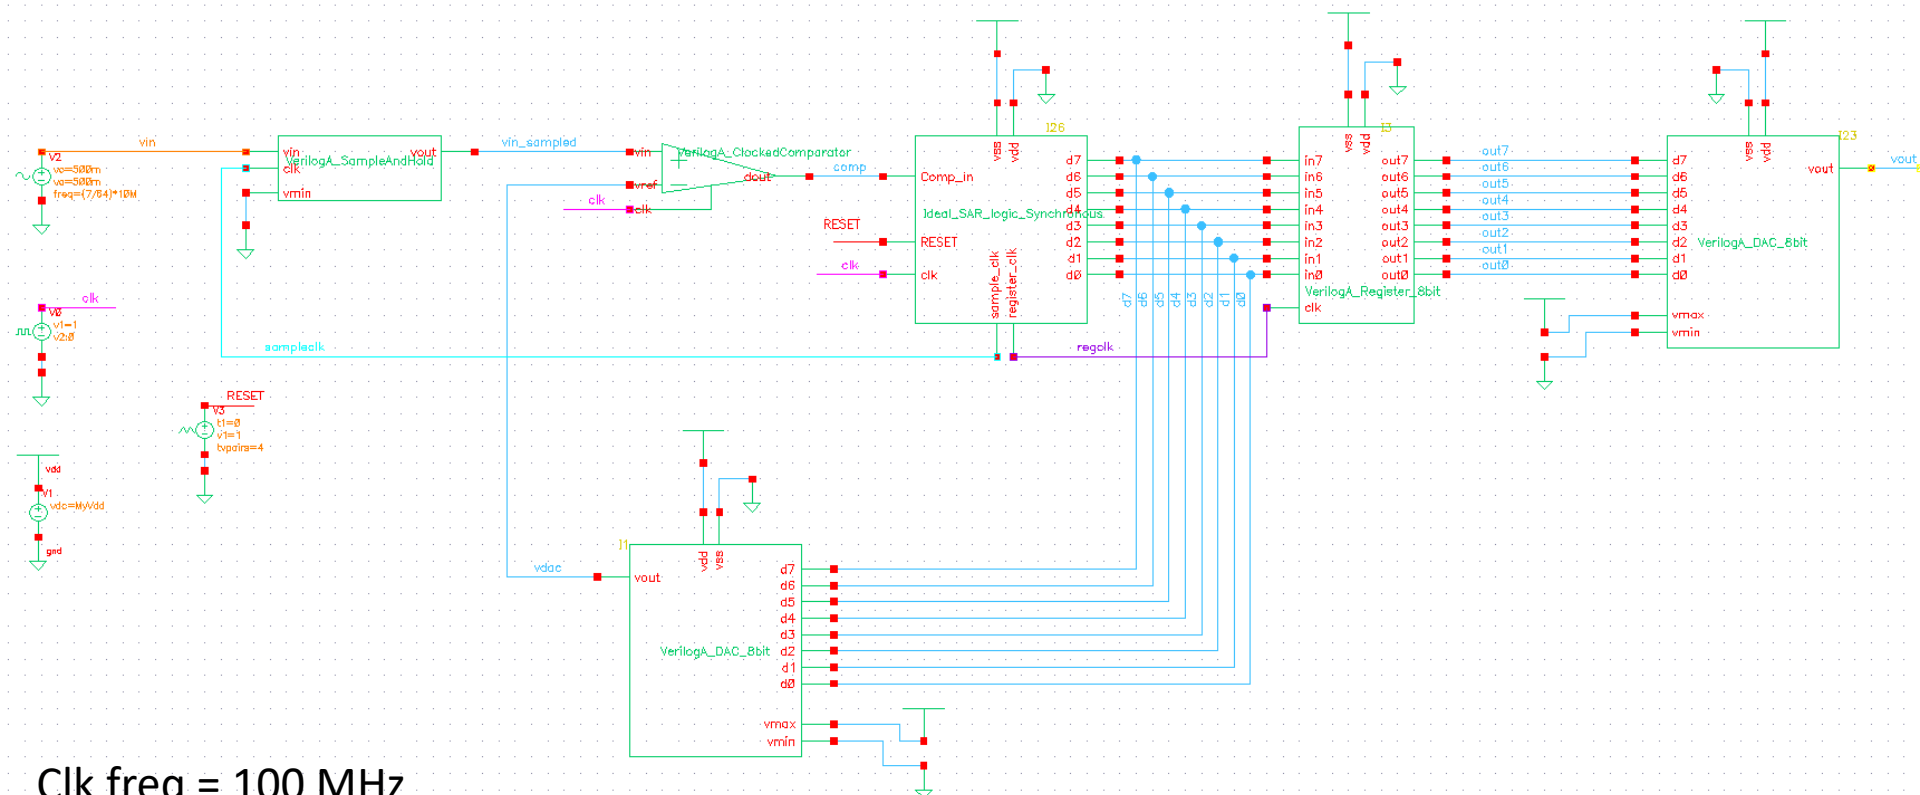 vin
V2
vo=500m
va=500m
freq=(7/64)*10M
vin
clk
vmin
vout
VerilogA_SampleAndHold
vin_sampled
vin
vref
clk
clk
VerilogA_ClockedComparator
dout
comp
I26
vss
vdd
Comp_in
Ideal_SAR_logic_Synchronous
RESET
RESET
clk
clk
sample_clk
register_clk
d7
d6
d5
d4
d3
d2
d1
d0
d7
d6
d5
d4
d3
d2
d1
d0
I3
vss
vdd
in7
in6
in5
in4
in3
in2
in1
in0
clk
out7
out6
out5
out4
out3
out2
out1
out0
VerilogA_Register_8bit
out7
out6
out5
out4
out3
out2
out1
out0
I23
vss
vdd
d7
d6
d5
d4
d3
d2
d1
d0
vmax
vmin
VerilogA_DAC_8bit
vout
vout
clk
V0
v1=1
v2:0
sampleclk
regclk
RESET
V3
t1=0
v1=1
tvpairs=4
vdd
V1
vdc=MyVdd
gnd
I1
vdd
vss
vdac
vout
VerilogA_DAC_8bit
d7
d6
d5
d4
d3
d2
d1
d0
vmax
vmin
Clk freq = 100 MHz